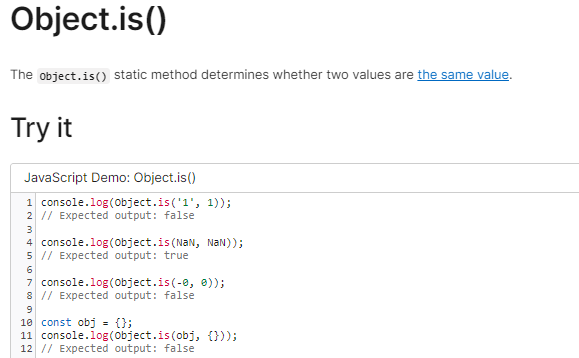 Object.is()
The Object.is() static method determines whether two values are the same value.
Try it
JavaScript Demo: Object.is()
1 console.log(Object.is('1', 1));
2 // Expected output: false
3
4 console.log(Object.is(NaN, NaN));
5 // Expected output: true
6
7 console.log(Object.is(-0, 0));
8 // Expected output: false
9
10 const obj = {};
11 console.log(Object.is(obj, {}));
12 // Expected output: false